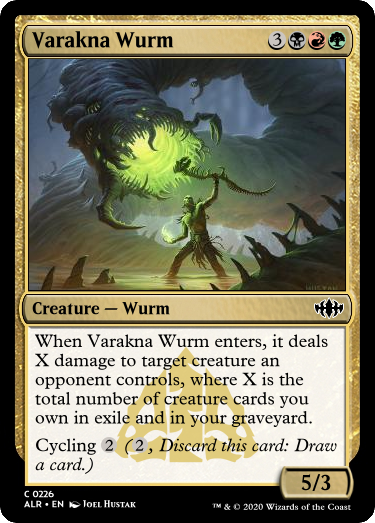 Varakna Wurm 3
Creature — Wurm
When Varakna Wurm enters, it deals
X damage to target creature an
opponent controls, where X is the
total number of creature cards you
own in exile and in your graveyard.
Cycling 2 (2, Discard this card: Draw
a card.)
5/3
C 0226
ALR • EN Joel Hustak
™ & © 2020 Wizards of the Coast